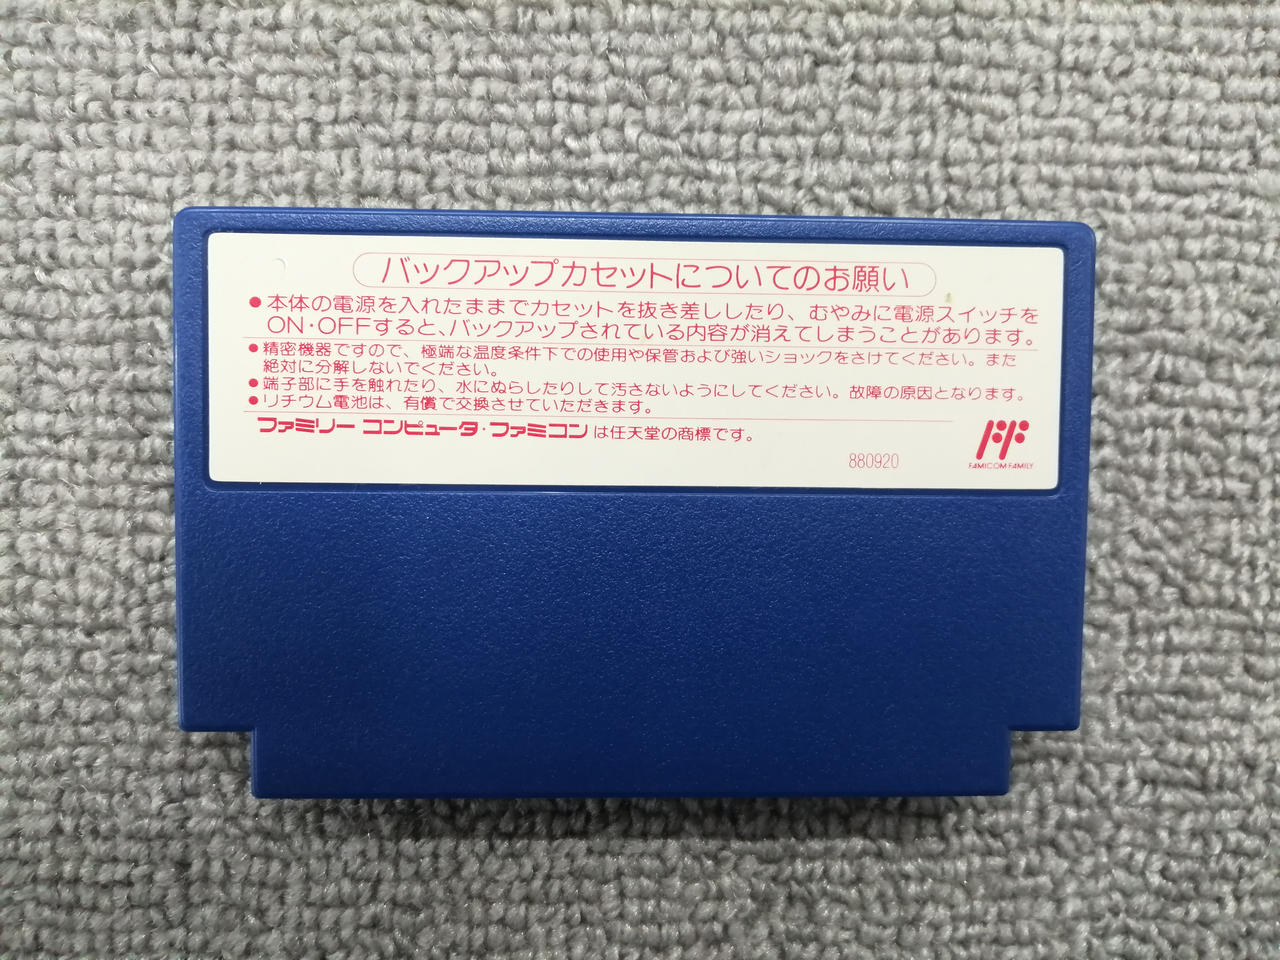 バックアップカセットについてのお願い
●本体の電源を入れたままでカセットを抜き差ししたり、むやみに電源スイッチを
ON・OFFすると、バックアップされている内容が消えてしまうことがあります。
●精密機器ですので、極端な温度条件下での使用や保管および強いショックをさけてください。また
絶対に分解しないでください。
●端子部に手を触れたり、水にぬらしたりして汚さないようにしてください。故障の原因となります。
●リチウム電池は、有償で交換させていただきます。
ファミリー コンピュータ・ファミコン は任天堂の商標です。
880920
FF
FAMICOM FAMILY